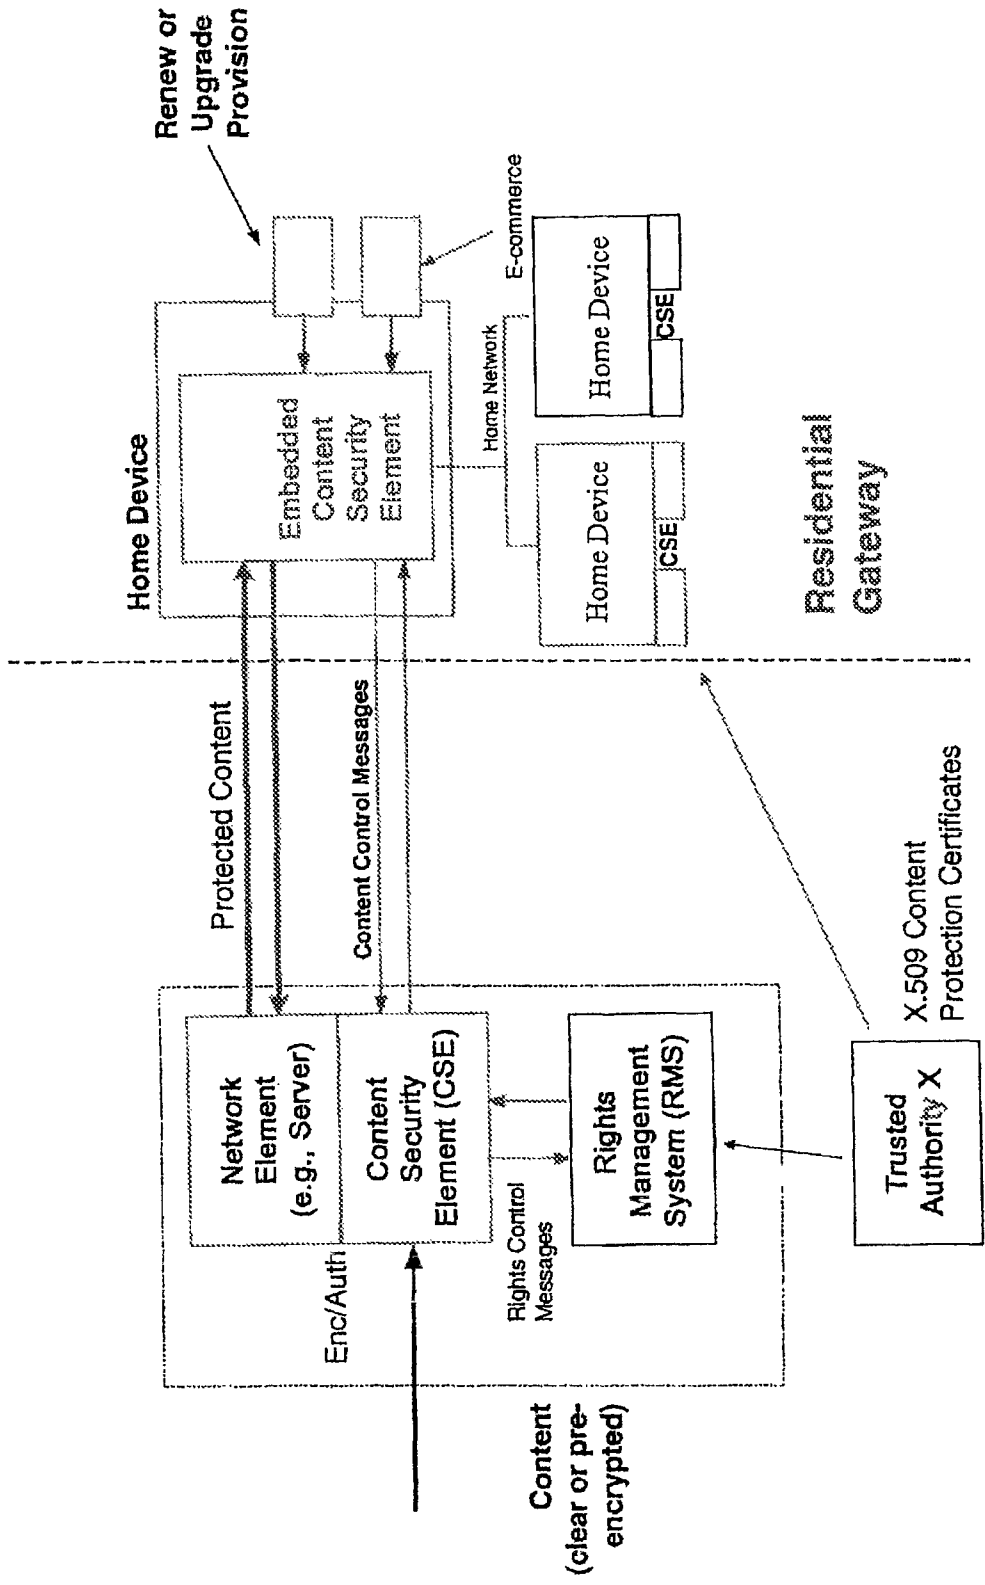 Content
(clear or pre-
encrypted)
Enc/Auth
Network
Element
(e.g., Server)
Content
Security
Element (CSE)
Rights Control
Messages
Rights
Management
System (RMS)
Trusted
Authority X
X.509 Content
Protection Certificates
Protected Content
Content Control Messages
Home Device
Embedded
Content
Security
Element
Renew or
Upgrade
Provision
E-commerce
Home Network
Home Device
CSE
Home Device
CSE
Residential
Gateway